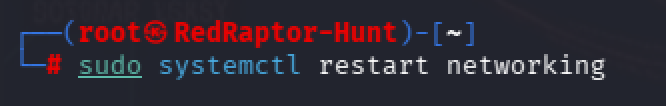 ┌──(root㉿RedRaptor-Hunt)-[~]
└─# sudo systemctl restart networking